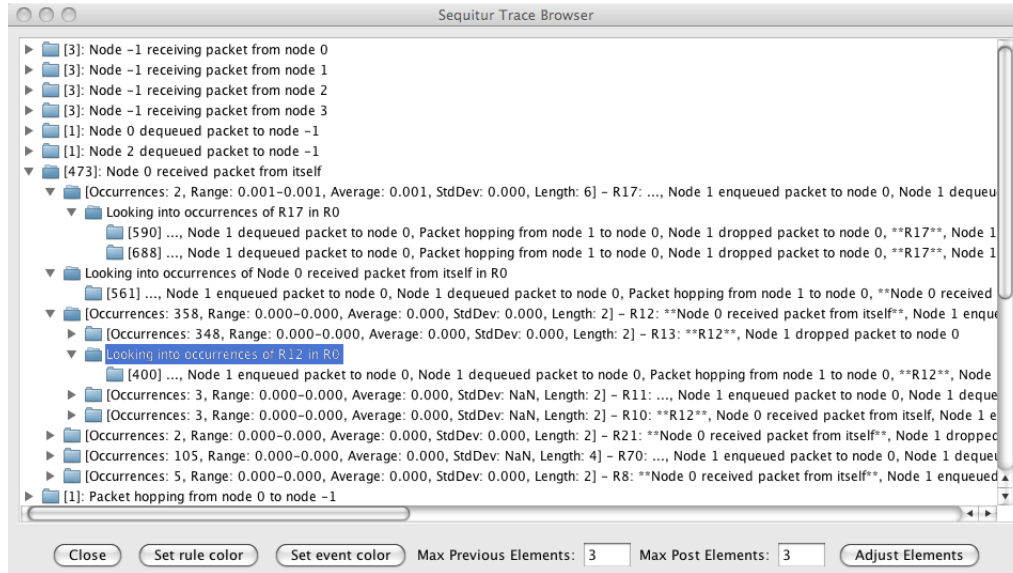 Sequitur Trace Browser
[3]: Node -1 receiving packet from node 0
[3]: Node -1 receiving packet from node 1
[3]: Node -1 receiving packet from node 2
[3]: Node -1 receiving packet from node 3
[1]: Node 0 dequeued packet to node -1
[1]: Node 2 dequeued packet to node -1
[473]: Node 0 received packet from itself
[Occurrences: 2, Range: 0.001-0.001, Average: 0.001, StdDev: 0.000, Length: 6] - R17: ..., Node 1 enqueued packet to node 0, Node 1 dequeu
Looking into occurrences of R17 in R0
[590] ..., Node 1 dequeued packet to node 0, Packet hopping from node 1 to node 0, Node 1 dropped packet to node 0, **R17**, Node 1
[688] ..., Node 1 dequeued packet to node 0, Packet hopping from node 1 to node 0, Node 1 dropped packet to node 0, **R17**, Node 1
Looking into occurrences of Node 0 received packet from itself in R0
[561] ..., Node 1 enqueued packet to node 0, Node 1 dequeued packet to node 0, Packet hopping from node 1 to node 0, **Node 0 received
[Occurrences: 358, Range: 0.000-0.000, Average: 0.000, StdDev: 0.000, Length: 2] - R12: **Node 0 received packet from itself**, Node 1 enque
[Occurrences: 348, Range: 0.000-0.000, Average: 0.000, StdDev: 0.000, Length: 2] - R13: **R12**, Node 1 dropped packet to node 0
Looking into occurrences of R12 in R0
[400] ..., Node 1 enqueued packet to node 0, Node 1 dequeued packet to node 0, Packet hopping from node 1 to node 0, **R12**, Node
[Occurrences: 3, Range: 0.000-0.000, Average: 0.000, StdDev: NaN, Length: 2] - R11: ..., Node 1 enqueued packet to node 0, Node 1 deque
[Occurrences: 3, Range: 0.000-0.000, Average: 0.000, StdDev: NaN, Length: 2] - R10: **R12**, Node 0 received packet from itself, Node 1 e
[Occurrences: 2, Range: 0.000-0.000, Average: 0.000, StdDev: 0.000, Length: 2] - R21: **Node 0 received packet from itself**, Node 1 dropped
[Occurrences: 105, Range: 0.000-0.000, Average: 0.000, StdDev: NaN, Length: 4] - R70: ..., Node 1 enqueued packet to node 0, Node 1 dequeu
[Occurrences: 5, Range: 0.000-0.000, Average: 0.000, StdDev: 0.000, Length: 2] - R8: **Node 0 received packet from itself**, Node 1 enqueued
[1]: Packet hopping from node 0 to node -1
Close Set rule color Set event color Max Previous Elements: 3 Max Post Elements: 3 Adjust Elements